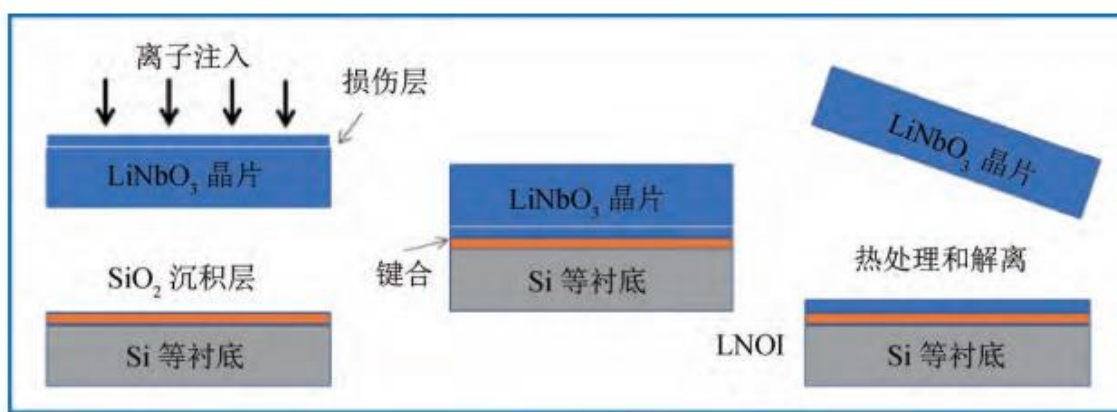 离子注入
损伤层
LiNbO₃ 晶片
SiO₂ 沉积层
Si 等衬底
LiNbO₃ 晶片
键合
Si 等衬底
LiNbO₃ 晶片
热处理和解离
LNOI
Si 等衬底